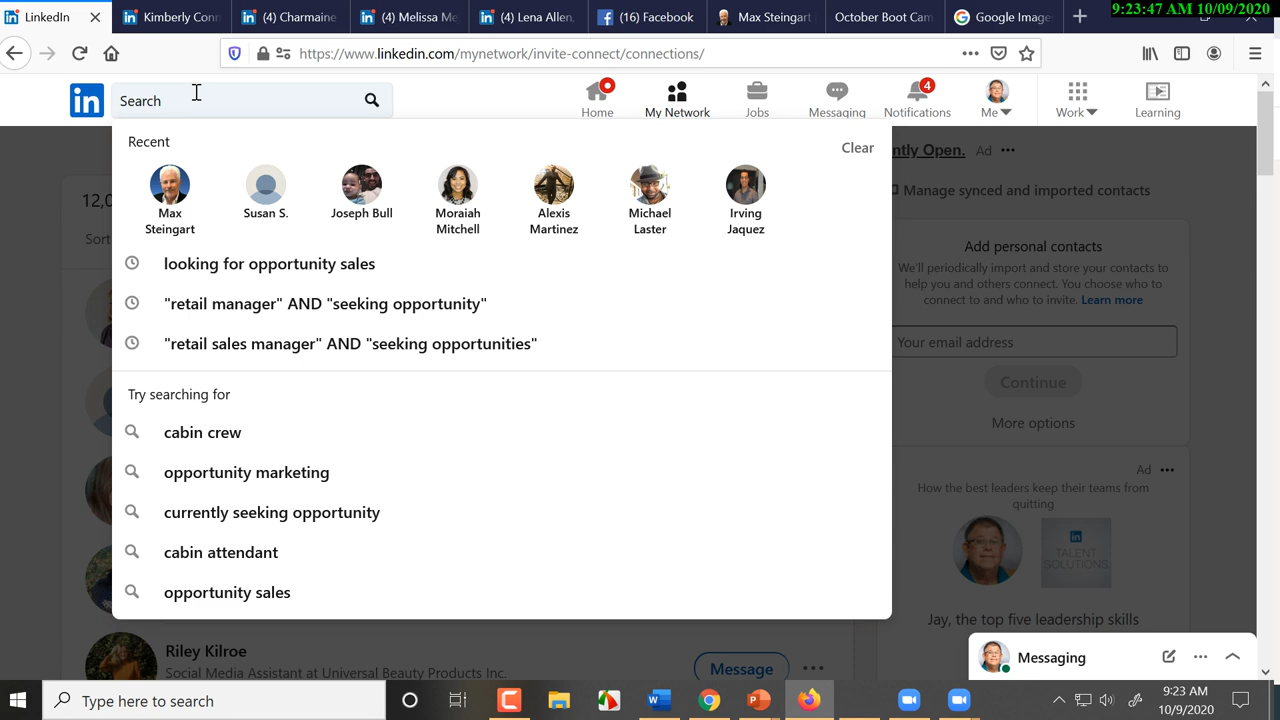 LinkedIn
Kimberly Con
(4) Charmaine
(4) Melissa Me
(4) Lena Allen,
(16) Facebook
Max Steingart
October Boot Cam
Google Image
9:23:47 AM 10/09/2020
https://www.linkedin.com/mynetwork/invite-connect/connections/
in
Search
Home
My Network
Jobs
Messaging
4
Notifications
Me
Work
Learning
Recent
Clear
ntly Open. Ad
Max Steingart
Susan S.
Joseph Bull
Moraiah Mitchell
Alexis Martinez
Michael Laster
Irving Jaquez
12,0
Sort
Manage synced and imported contacts
looking for opportunity sales
"retail manager" AND "seeking opportunity"
"retail sales manager" AND "seeking opportunities"
Try searching for
cabin crew
opportunity marketing
currently seeking opportunity
cabin attendant
opportunity sales
Add personal contacts
We'll periodically import and store your contacts to
help you and others connect. You choose who to
connect to and who to invite. Learn more
Your email address
Continue
More options
Ad
How the best leaders keep their teams from
quitting
in
TALENT
SOLUTIONS
Jay, the top five leadership skills
Riley Kilroe
Social Media Assistant at Universal Beauty Products Inc.
Message
Messaging
Type here to search
9:23 AM
10/9/2020